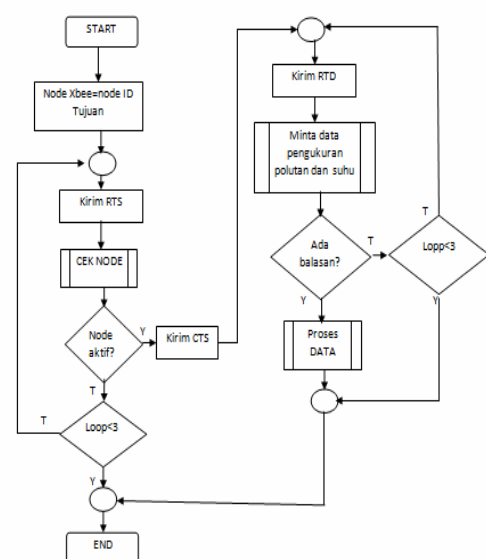 START
Node Xbee=node ID
Tujuan
Kirim RTS
CEK NODE
Node
aktif?
Y
Kirim CTS
T
Loop<3
T
Y
END
Kirim RTD
Minta data
pengukuran
polutan dan suhu
Ada
balasan?
T
Lopp<3
T
Y
Y
Proses
DATA